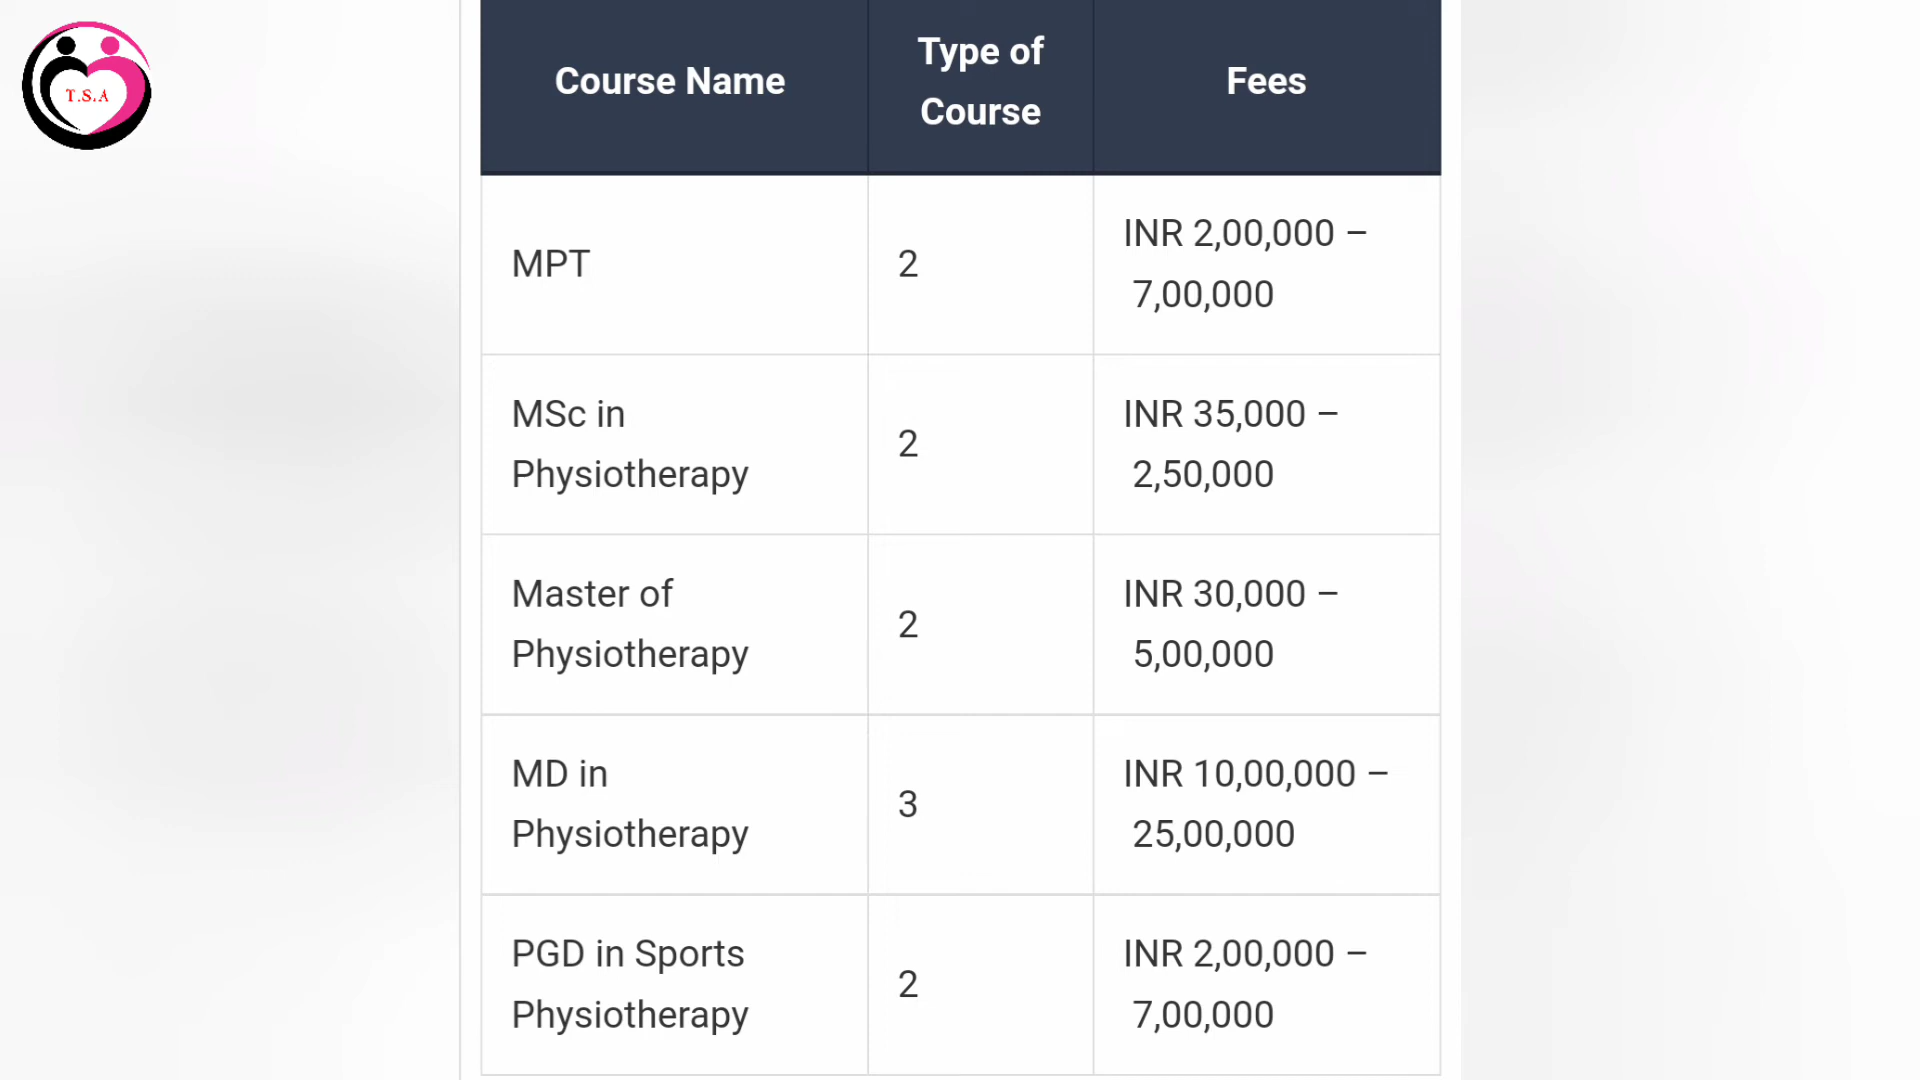 T.S.A
Course Name
Type of
Course
Fees
MPT
2
INR 2,00,000 –
7,00,000
MSc in
Physiotherapy
2
INR 35,000 –
2,50,000
Master of
Physiotherapy
2
INR 30,000 –
5,00,000
MD in
Physiotherapy
3
INR 10,00,000 –
25,00,000
PGD in Sports
Physiotherapy
2
INR 2,00,000 –
7,00,000